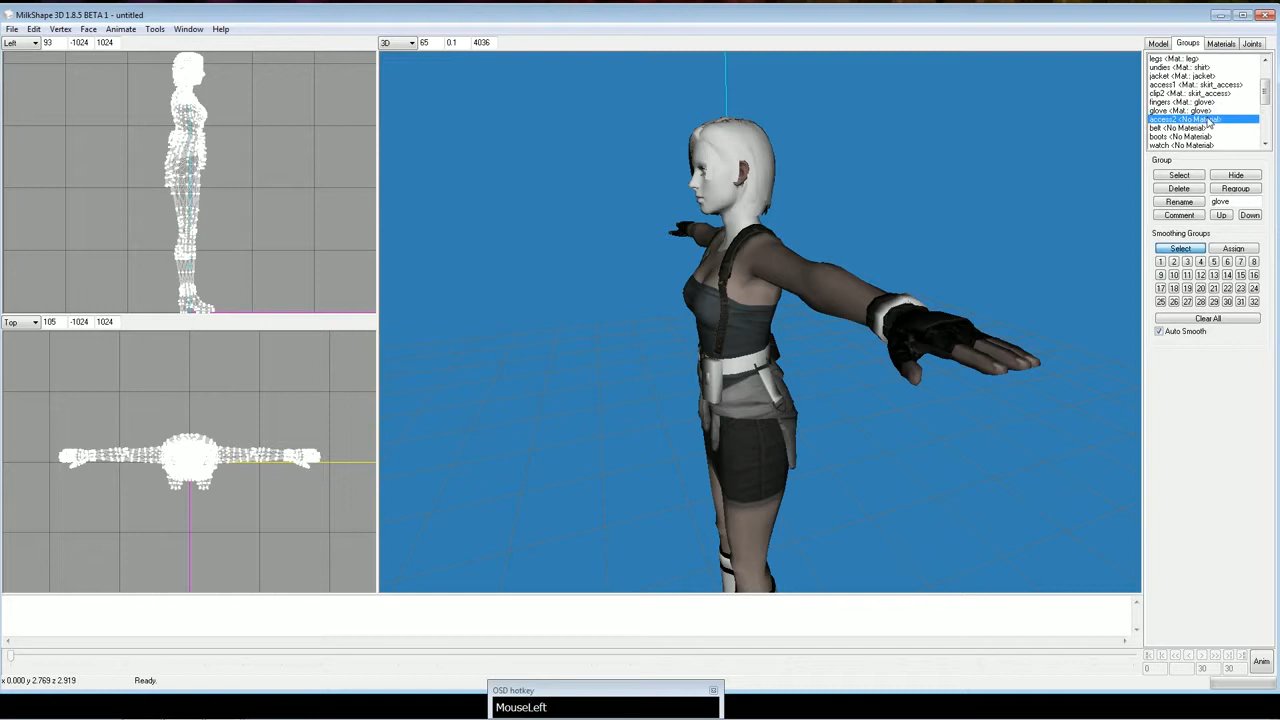 MilkShape 3D 1.8.5 BETA 1 - untitled
File Edit Vertex Face Animate Tools Window Help
Left 93 -1024 1024
3D 65 0.1 4036
Model Groups Materials Joints
legs <Mat.: leg>
undies <Mat.: shirt>
jacket <Mat.: jacket>
access1 <Mat.: skirt_access>
clip2 <Mat.: skirt_access>
fingers <Mat.: glove>
glove <Mat.: glove>
access2 <No Material>
belt <No Material>
boots <No Material>
watch <No Material>
Group
Select Hide
Delete Regroup
Rename glove
Comment Up Down
Smoothing Groups
Select Assign
1 2 3 4 5 6 7 8
9 10 11 12 13 14 15 16
17 18 19 20 21 22 23 24
25 26 27 28 29 30 31 32
Clear All
Auto Smooth
Top 105 -1024 1024
0 30 30 Anim
x 0.000 y 2.769 z 2.919 Ready.
OSD hotkey
MouseLeft